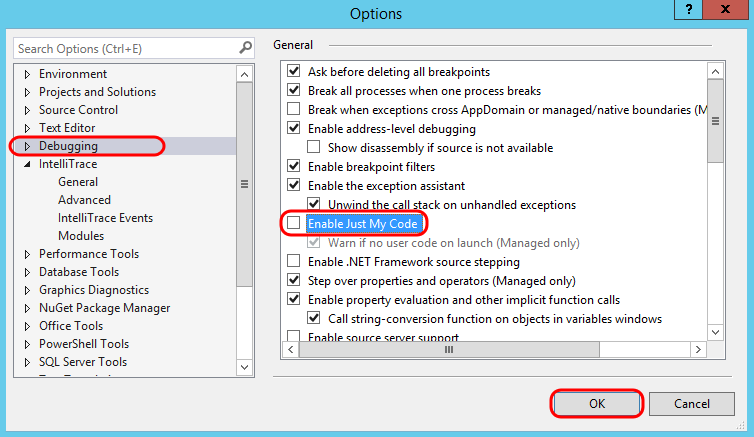 Options
?
x
Search Options (Ctrl+E)
Environment
Projects and Solutions
Source Control
Text Editor
Debugging
IntelliTrace
General
Advanced
IntelliTrace Events
Modules
Performance Tools
Database Tools
Graphics Diagnostics
NuGet Package Manager
Office Tools
PowerShell Tools
SQL Server Tools
General
Ask before deleting all breakpoints
Break all processes when one process breaks
Break when exceptions cross AppDomain or managed/native boundaries (M
Enable address-level debugging
Show disassembly if source is not available
Enable breakpoint filters
Enable the exception assistant
Unwind the call stack on unhandled exceptions
Enable Just My Code
Warn if no user code on launch (Managed only)
Enable .NET Framework source stepping
Step over properties and operators (Managed only)
Enable property evaluation and other implicit function calls
Call string-conversion function on objects in variables windows
Enable source server support
OK
Cancel